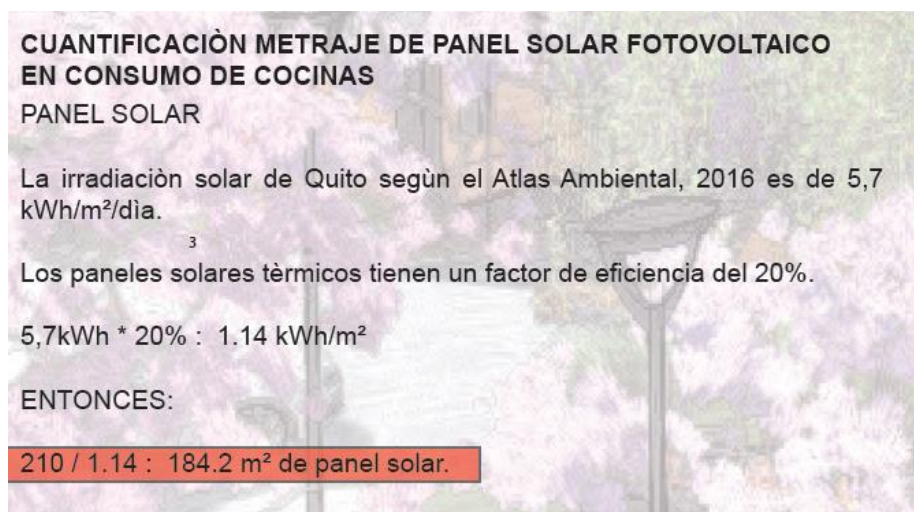 CUANTIFICACIÒN METRAJE DE PANEL SOLAR FOTOVOLTAICO
EN CONSUMO DE COCINAS
PANEL SOLAR
La irradiaciòn solar de Quito segùn el Atlas Ambiental, 2016 es de 5,7
kWh/m²/dìa.
3
Los paneles solares tèrmicos tienen un factor de eficiencia del 20%.
5,7kWh * 20% : 1.14 kWh/m²
ENTONCES:
210 / 1.14 : 184.2 m² de panel solar.